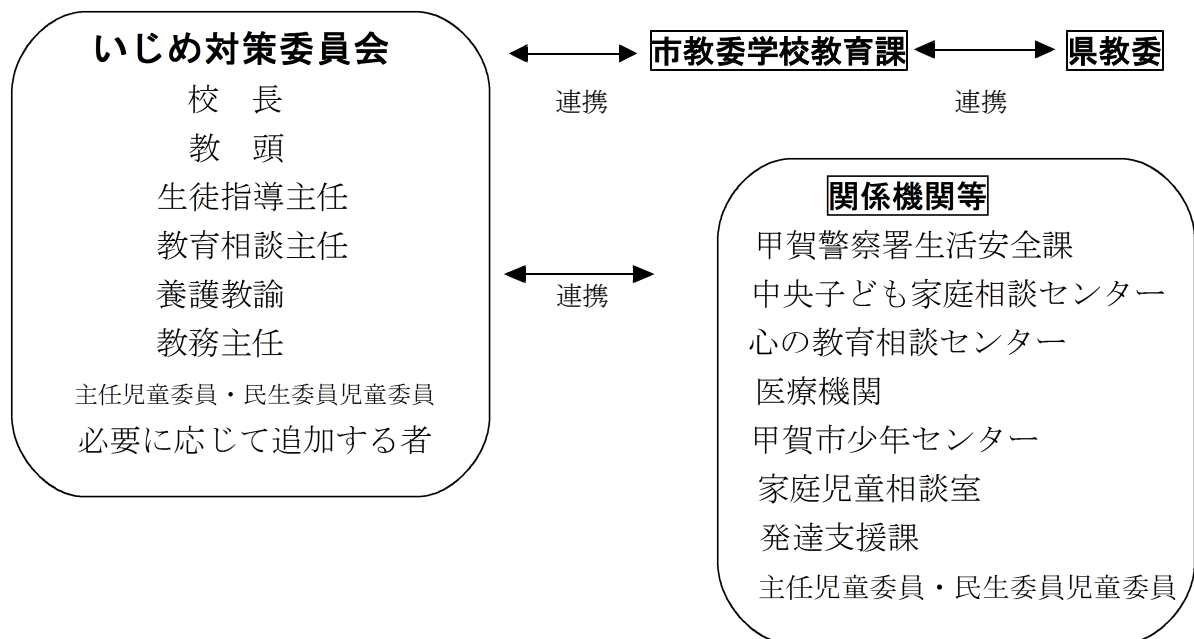 いじめ対策委員会
校　長
教　頭
生徒指導主任
教育相談主任
養護教諭
教務主任
主任児童委員・民生委員児童委員
必要に応じて追加する者
連携
市教委学校教育課
連携
県教委
連携
関係機関等
甲賀警察署生活安全課
中央子ども家庭相談センター
心の教育相談センター
医療機関
甲賀市少年センター
家庭児童相談室
発達支援課
主任児童委員・民生委員児童委員